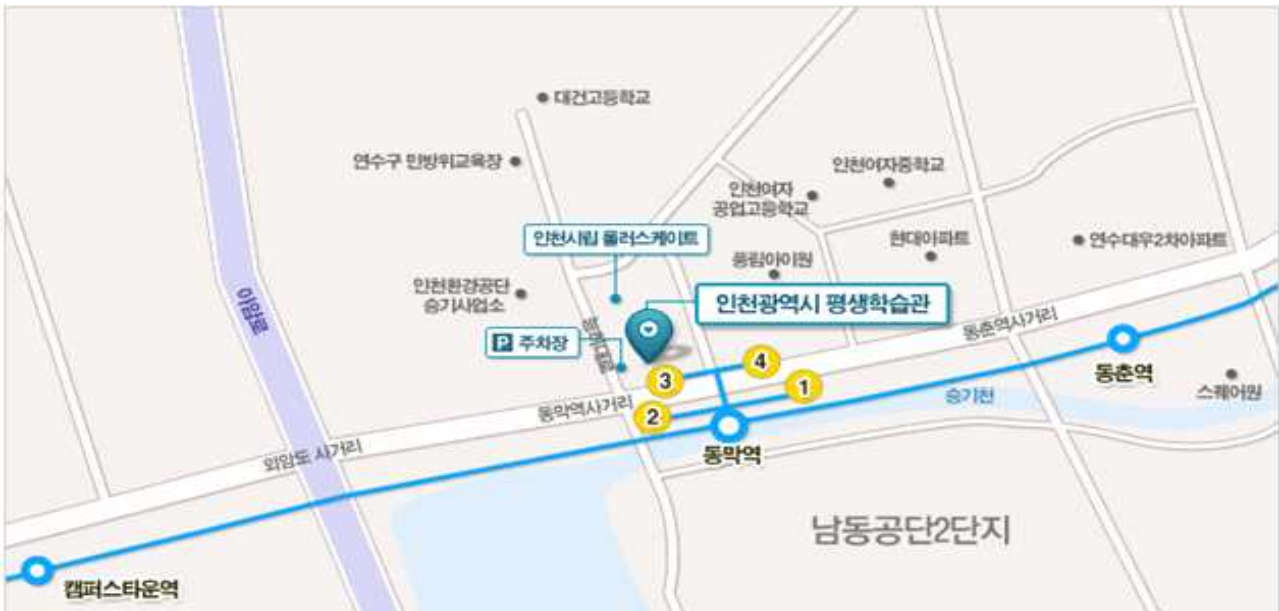 대건고등학교
연수구 민방위교육장
인천여자중학교
인천여자
공업고등학교
인천시립 롤러스케이트
현대아파트
연수대우2차아파트
풍림아이원
인천환경공단
승기사업소
아암로
인천광역시 평생학습관
P 주차장
동춘역사거리
4
3
1
2
동춘역
스퀘어원
승기천
동막역사거리
동막역
외암도 사거리
남동공단2단지
캠퍼스타운역